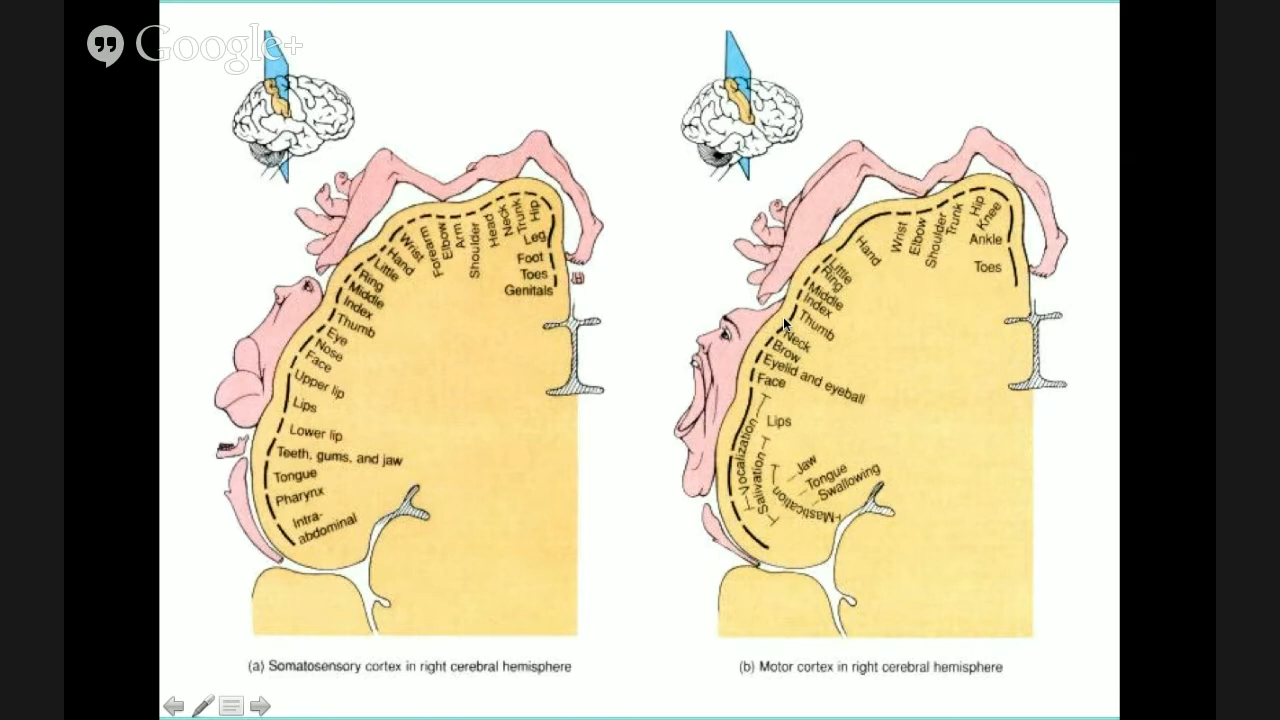 Google+
Hip
Trunk
Neck
Head
Shoulder
Arm
Elbow
Forearm
Wrist
Hand
Little
Ring
Middle
Index
Thumb
Eye
Nose
Face
Upper lip
Lips
Lower lip
Teeth, gums, and jaw
Tongue
Pharynx
Intra-
abdominal
Leg
Foot
Toes
Genitals
(a) Somatosensory cortex in right cerebral hemisphere
Hip
Knee
Trunk
Shoulder
Elbow
Wrist
Hand
Little
Ring
Middle
Index
Thumb
Neck
Brow
Eyelid and eyeball
Face
Lips
Vocalization
Salivation
Mastication
Jaw
Tongue
Swallowing
Ankle
Toes
(b) Motor cortex in right cerebral hemisphere